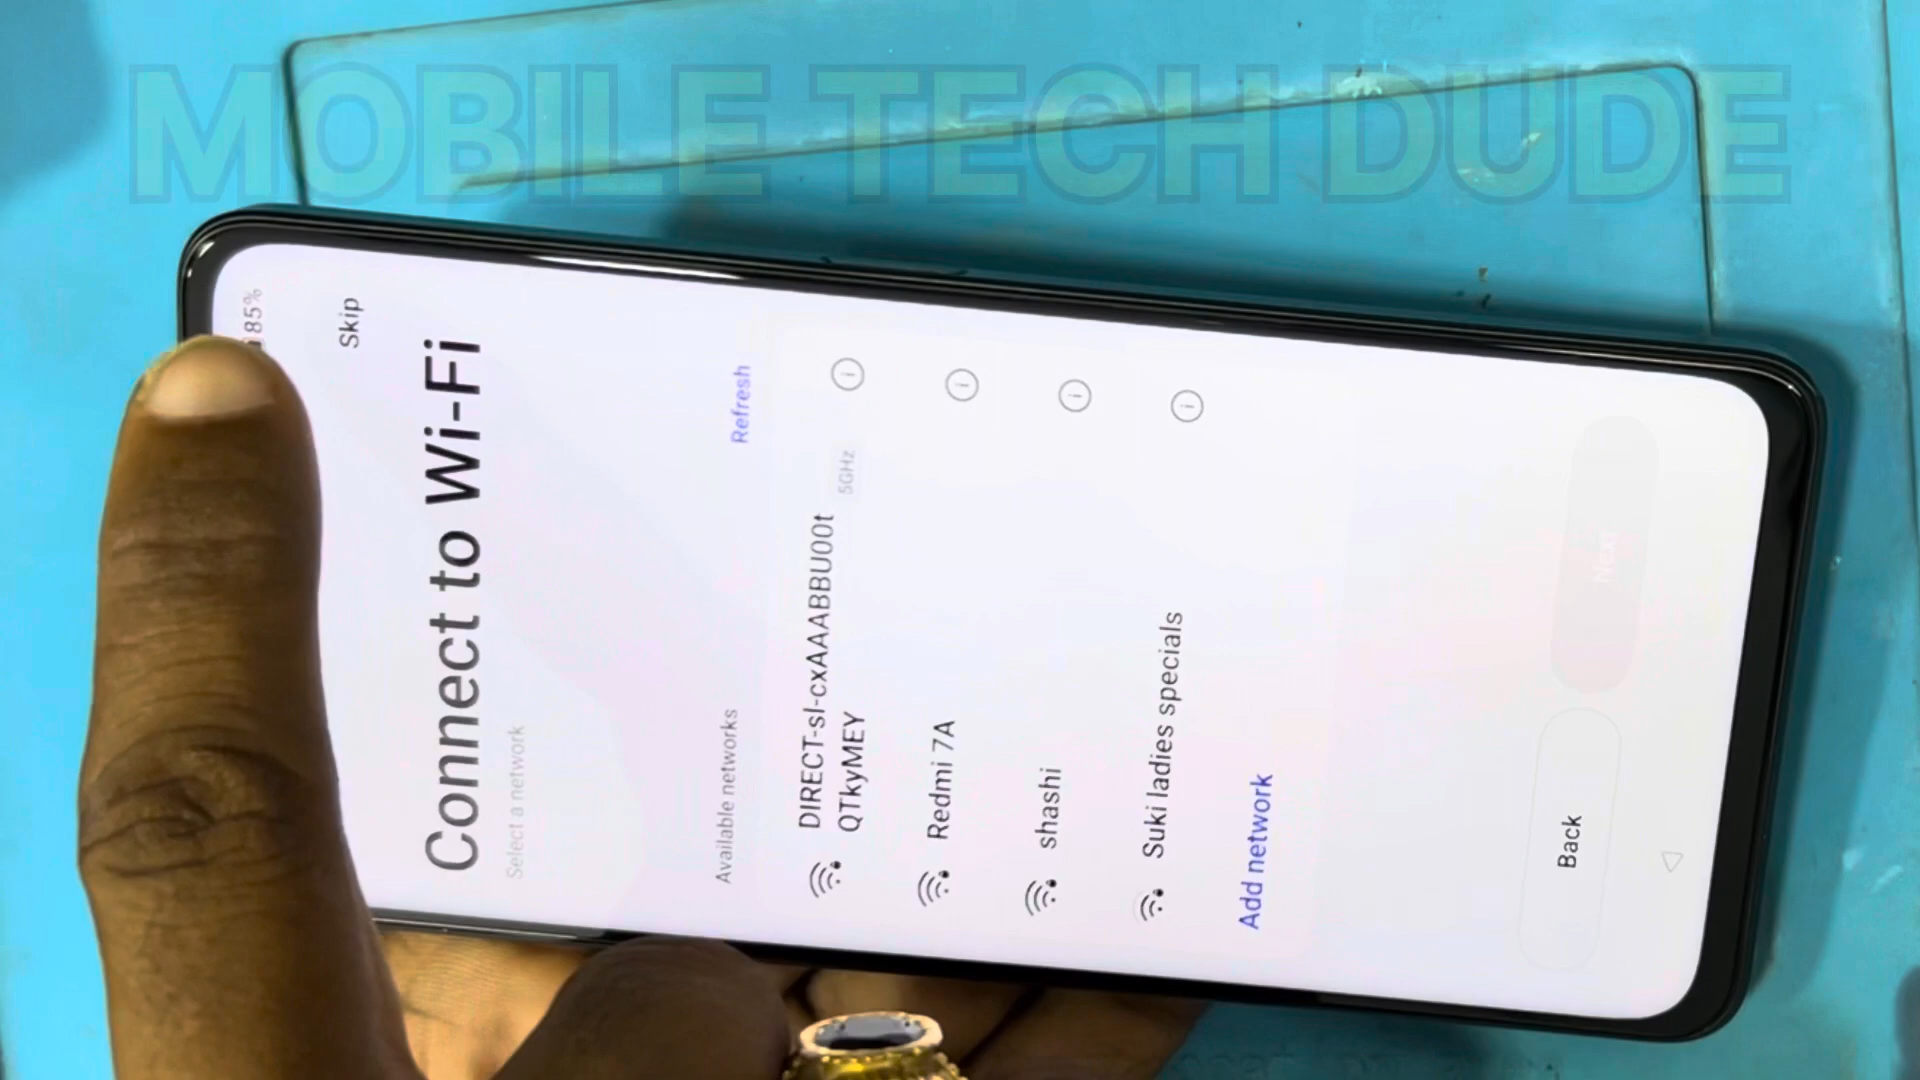 MOBILE TECH DUDE
85%
Skip
Connect to Wi-Fi
Select a network
Available networks
Refresh
DIRECT-sl-cxAAABBU00t
QTkyMEY
5GHz
Redmi 7A
shashi
Suki ladies specials
Add network
Back
Next